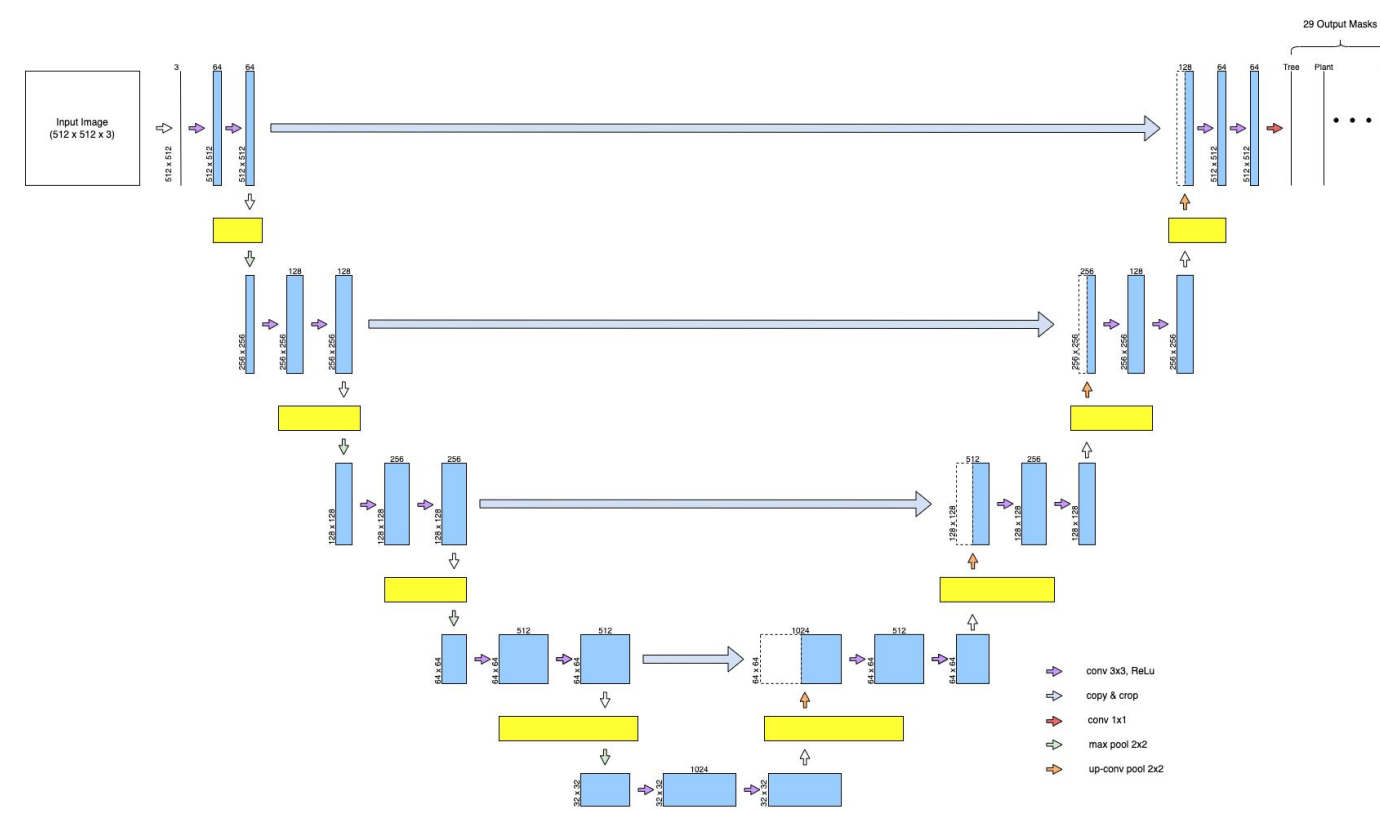 29 Output Masks
3
64
64
128
64
64
Tree
Plant
Input Image
(512 x 512 x 3)
512 x 512
512 x 512
512 x 512
512 x 512
512 x 512
128
128
256
128
256 x 256
256 x 256
256 x 256
256 x 256
256 x 256
256 x 256
256
256
512
256
128 x 128
128 x 128
128 x 128
128 x 128
128 x 128
128 x 128
512
512
1024
512
64 x 64
64 x 64
64 x 64
64 x 64
64 x 64
64 x 64
1024
32 x 32
32 x 32
32 x 32
conv 3x3, ReLu
copy & crop
conv 1x1
max pool 2x2
up-conv pool 2x2